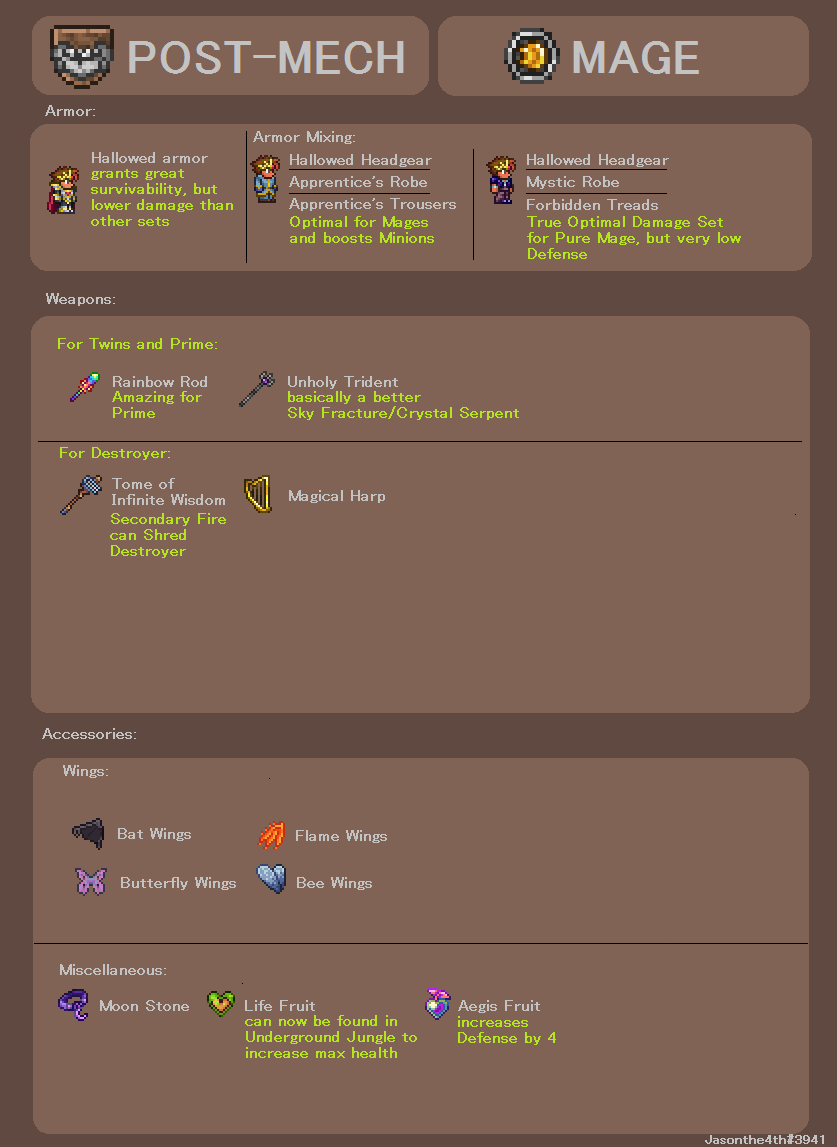 POST-MECH
MAGE
Armor:
Hallowed armor
grants great
survivability, but
lower damage than
other sets
Armor Mixing:
Hallowed Headgear
Apprentice's Robe
Apprentice's Trousers
Optimal for Mages
and boosts Minions
Hallowed Headgear
Mystic Robe
Forbidden Treads
True Optimal Damage Set
for Pure Mage, but very low
Defense
Weapons:
For Twins and Prime:
Rainbow Rod
Amazing for
Prime
Unholy Trident
basically a better
Sky Fracture/Crystal Serpent
For Destroyer:
Tome of
Infinite Wisdom
Secondary Fire
can Shred
Destroyer
Magical Harp
Accessories:
Wings:
Bat Wings
Flame Wings
Butterfly Wings
Bee Wings
Miscellaneous:
Moon Stone
Life Fruit
can now be found in
Underground Jungle to
increase max health
Aegis Fruit
increases
Defense by 4
Jasonthe4th#3941